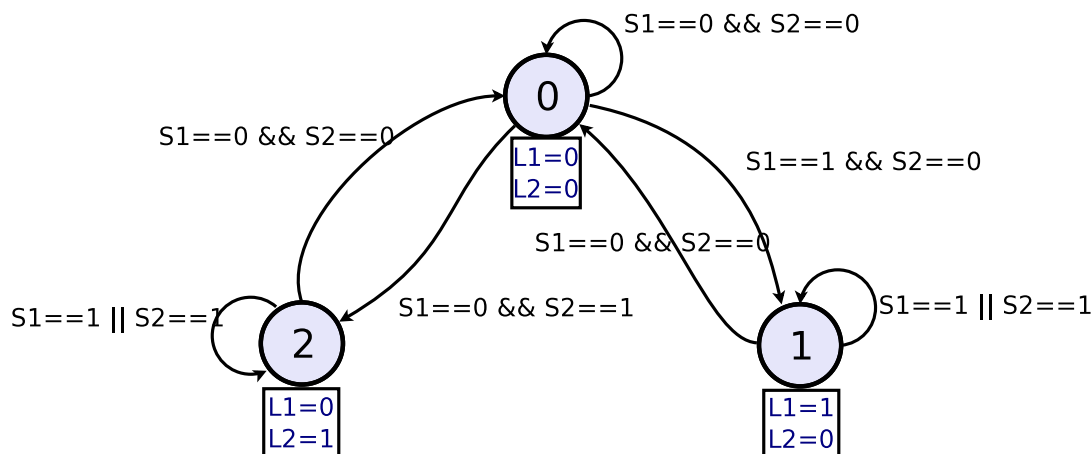 S1==0 && S2==0
0
S1==0 && S2==0
L1=0
L2=0
S1==1 && S2==0
S1==0 && S2==0
S1==0 && S2==1
S1==1 || S2==1
S1==1 || S2==1
2
1
L1=0
L2=1
L1=1
L2=0